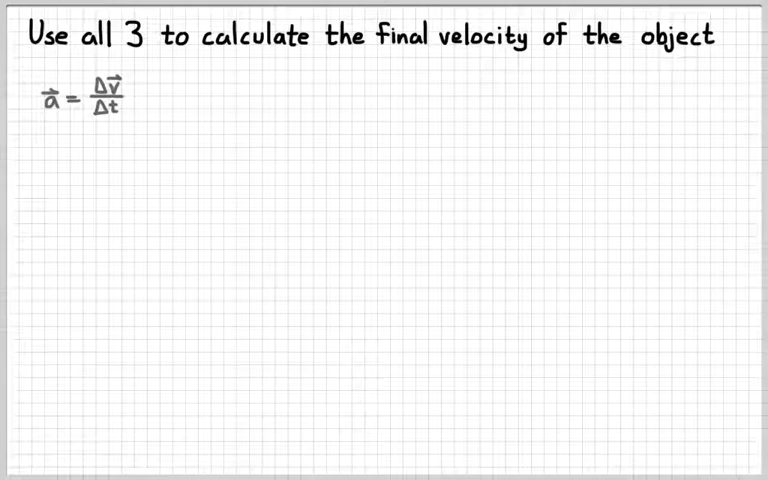 Use all 3 to calculate the final velocity of the object
a⃗ = Δv⃗/Δt